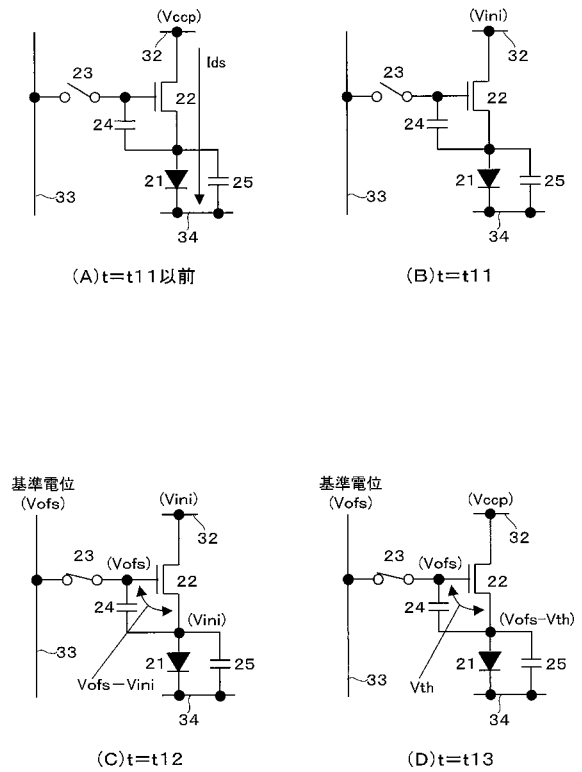 (Vccp)
32
Ids
23
22
24
21
25
33
34
(A)t=t11以前
(Vini)
32
23
22
24
21
25
33
34
(B)t=t11
基準電位
(Vofs)
(Vini)
32
23
(Vofs)
22
24
(Vini)
21
25
33
Vofs-Vini
34
(C)t=t12
基準電位
(Vofs)
(Vccp)
32
23
(Vofs)
22
24
(Vofs-Vth)
21
25
33
Vth
34
(D)t=t13